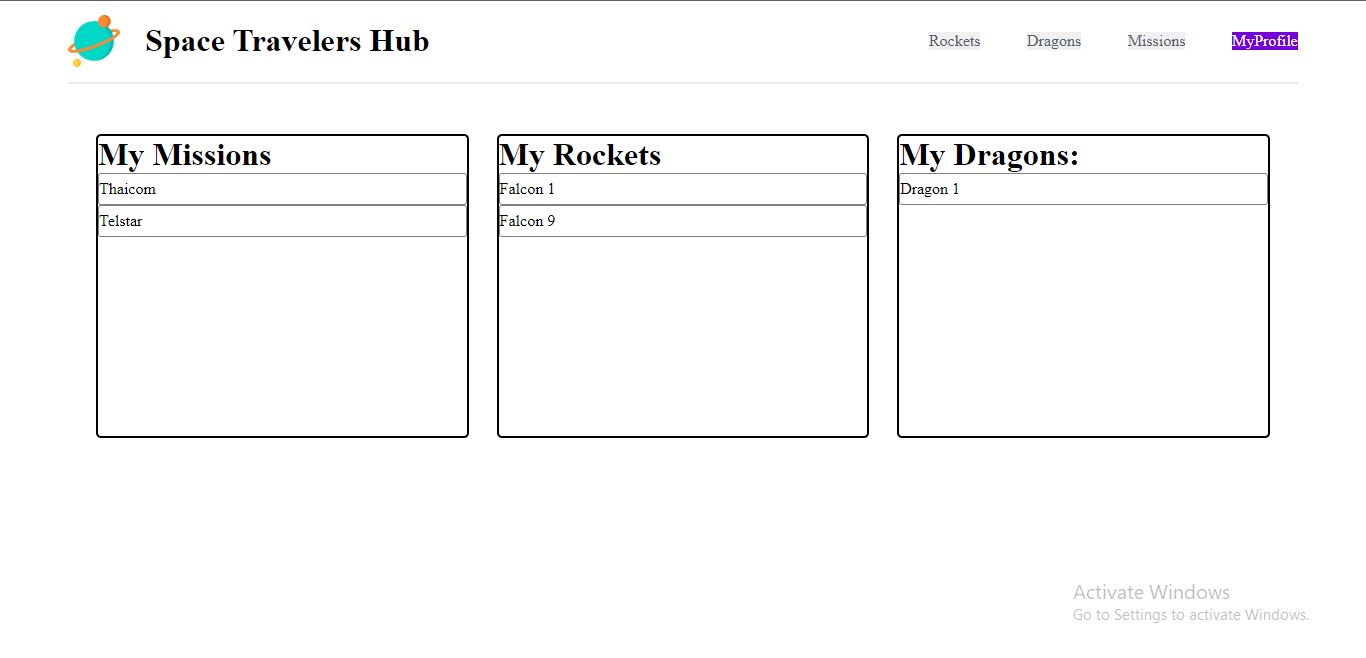 Space Travelers Hub
Rockets
Dragons
Missions
MyProfile
My Missions
Thaicom
Telstar
My Rockets
Falcon 1
Falcon 9
My Dragons:
Dragon 1
Activate Windows
Go to Settings to activate Windows.